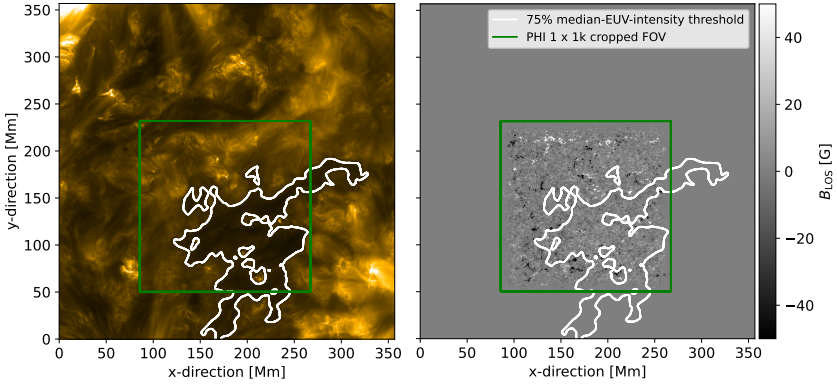 75% median-EUV-intensity threshold
PHI 1 x 1k cropped FOV
350
300
250
200
150
100
50
0
y-direction [Mm]
0 50 100 150 200 250 300 350
x-direction [Mm]
0 50 100 150 200 250 300 350
x-direction [Mm]
40
20
0
−20
−40
B_LOS [G]